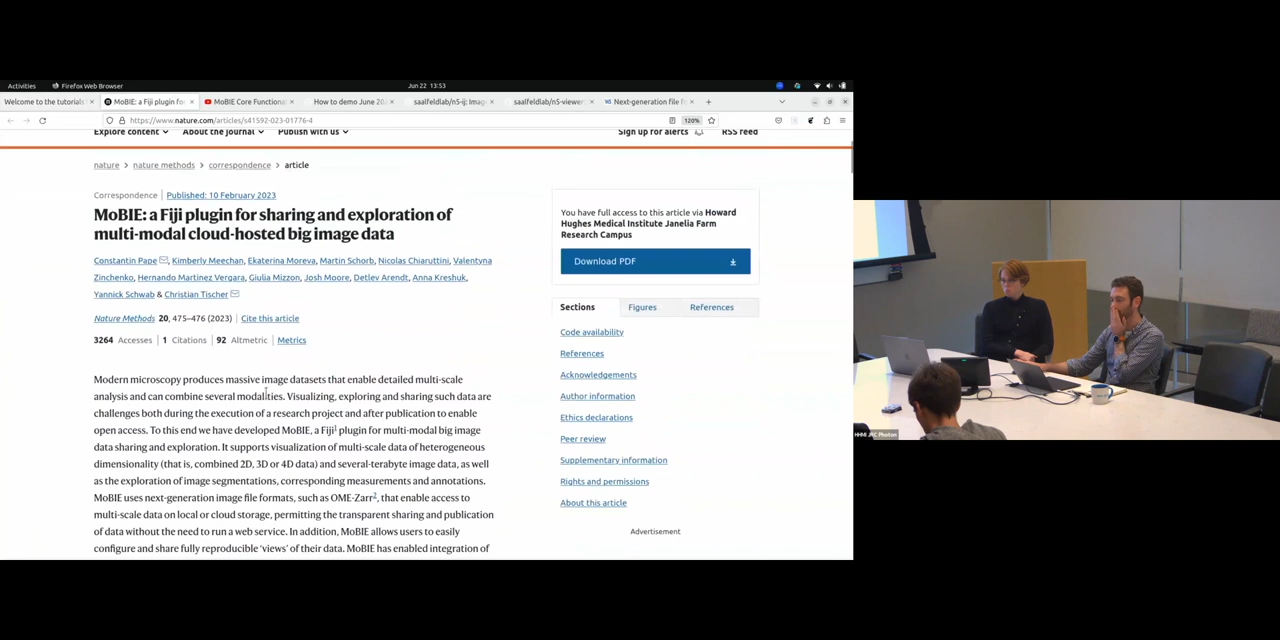 Activities Firefox Web Browser Jun 22 13:53
Welcome to the tutorials MoBIE: a Fiji plugin for MoBIE Core Functional How to demo June 20 saalfeldlab/n5-ij: Imag saalfeldlab/n5-viewer Next-generation file f
https://www.nature.com/articles/s41592-023-01776-4 120%
Explore content About the journal Publish with us Sign up for alerts RSS feed
nature > nature methods > correspondence > article
Correspondence | Published: 10 February 2023
MoBIE: a Fiji plugin for sharing and exploration of
multi-modal cloud-hosted big image data
Constantin Pape, Kimberly Meechan, Ekaterina Moreva, Martin Schorb, Nicolas Chiaruttini, Valentyna
Zinchenko, Hernando Martinez Vergara, Giulia Mizzon, Josh Moore, Detlev Arendt, Anna Kreshuk,
Yannick Schwab & Christian Tischer
Nature Methods 20, 475–476 (2023) | Cite this article
3264 Accesses | 1 Citations | 92 Altmetric | Metrics
Modern microscopy produces massive image datasets that enable detailed multi-scale
analysis and can combine several modalities. Visualizing, exploring and sharing such data are
challenges both during the execution of a research project and after publication to enable
open access. To this end we have developed MoBIE, a Fiji1 plugin for multi-modal big image
data sharing and exploration. It supports visualization of multi-scale data of heterogeneous
dimensionality (that is, combined 2D, 3D or 4D data) and several-terabyte image data, as well
as the exploration of image segmentations, corresponding measurements and annotations.
MoBIE uses next-generation image file formats, such as OME-Zarr2, that enable access to
multi-scale data on local or cloud storage, permitting the transparent sharing and publication
of data without the need to run a web service. In addition, MoBIE allows users to easily
configure and share fully reproducible ‘views’ of their data. MoBIE has enabled integration of
You have full access to this article via Howard
Hughes Medical Institute Janelia Farm
Research Campus
Download PDF
Sections Figures References
Code availability
References
Acknowledgements
Author information
Ethics declarations
Peer review
Supplementary information
Rights and permissions
About this article
Advertisement
HHMI JRC Photon